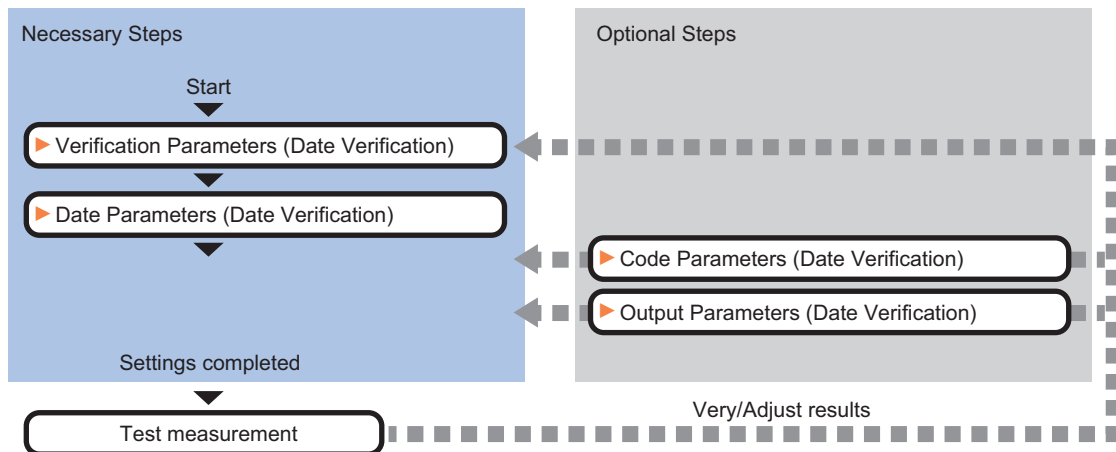 Necessary Steps
Optional Steps
Start
Verification Parameters (Date Verification)
Date Parameters (Date Verification)
Code Parameters (Date Verification)
Output Parameters (Date Verification)
Settings completed
Very/Adjust results
Test measurement